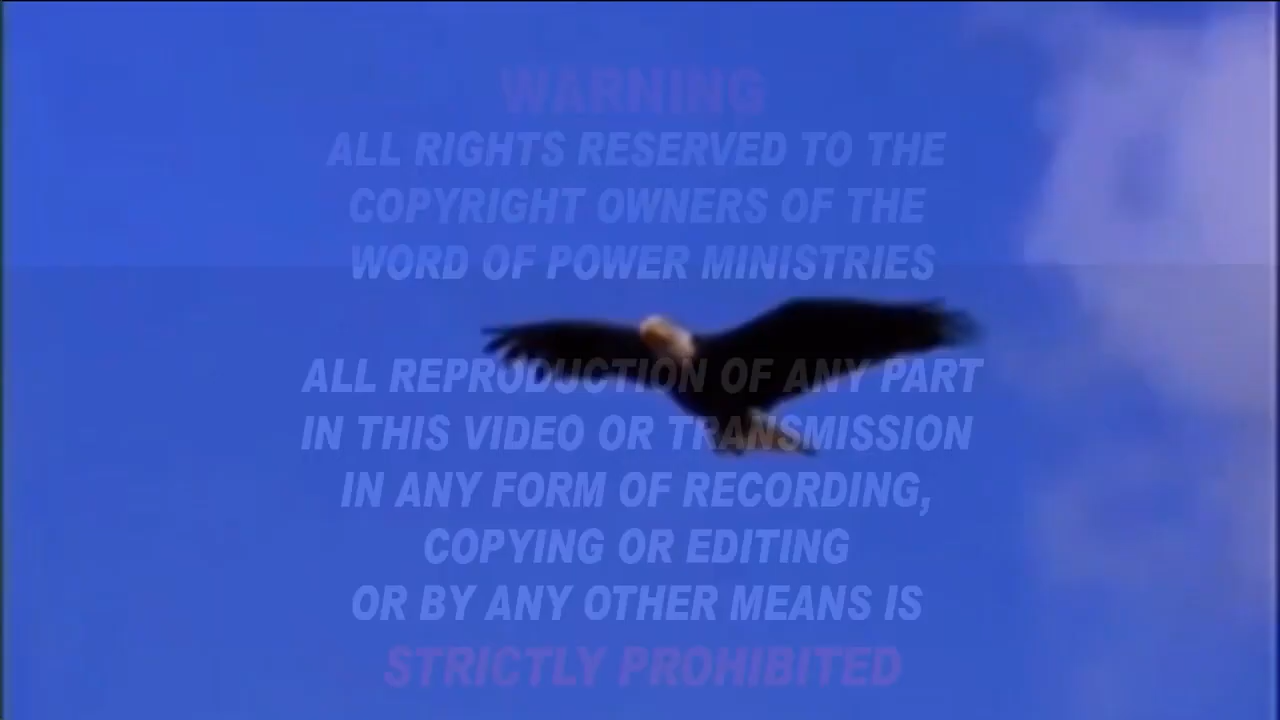 WARNING
ALL RIGHTS RESERVED TO THE
COPYRIGHT OWNERS OF THE
WORD OF POWER MINISTRIES
ALL REPRODUCTION OF ANY PART
IN THIS VIDEO OR TRANSMISSION
IN ANY FORM OF RECORDING,
COPYING OR EDITING
OR BY ANY OTHER MEANS IS
STRICTLY PROHIBITED